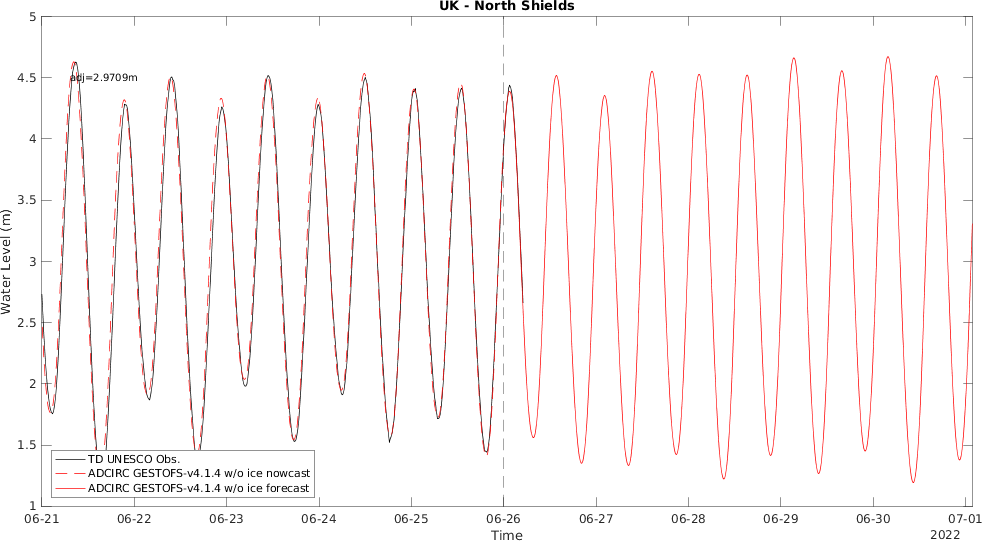 UK - North Shields
5
4.5
4
3.5
3
2.5
2
1.5
1
Water Level (m)
adj=2.9709m
TD UNESCO Obs.
ADCIRC GESTOFS-v4.1.4 w/o ice nowcast
ADCIRC GESTOFS-v4.1.4 w/o ice forecast
06-21 06-22 06-23 06-24 06-25 06-26 06-27 06-28 06-29 06-30 07-01
Time
2022